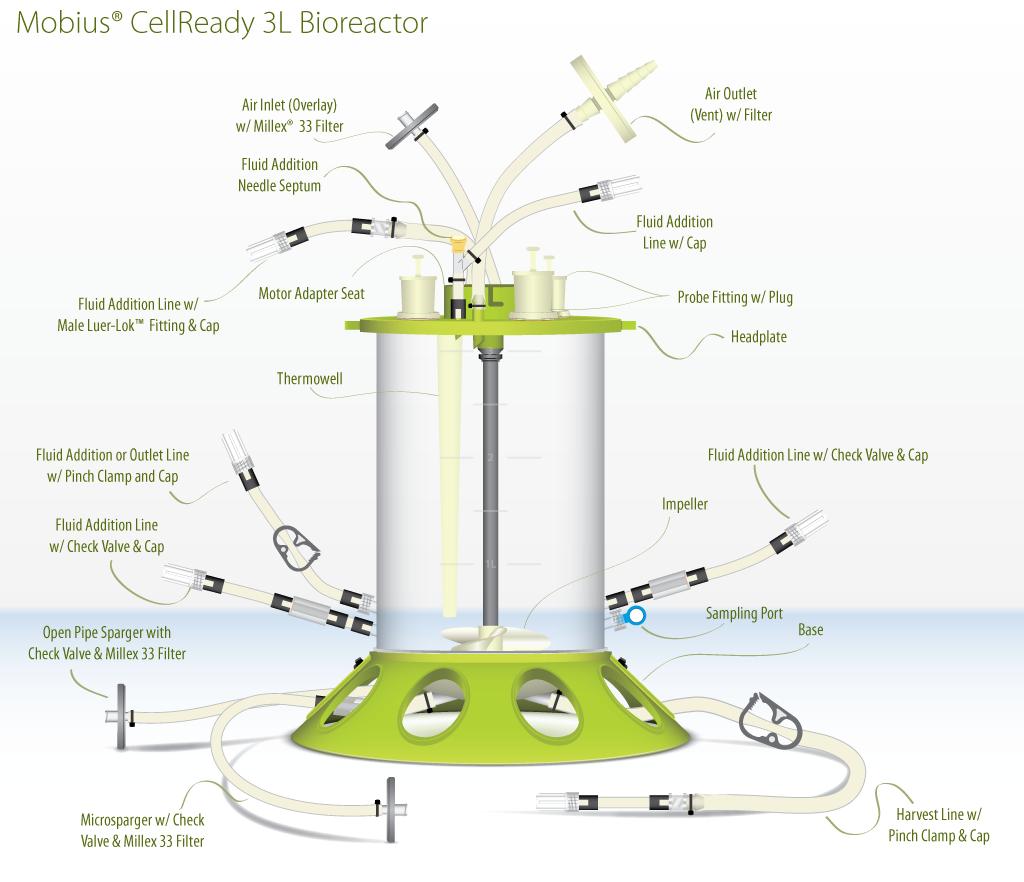 Mobius® CellReady 3L Bioreactor
Air Inlet (Overlay)
w/ Millex® 33 Filter
Air Outlet
(Vent) w/ Filter
Fluid Addition
Needle Septum
Fluid Addition
Line w/ Cap
Motor Adapter Seat
Fluid Addition Line w/
Male Luer-Lok™ Fitting & Cap
Probe Fitting w/ Plug
Headplate
Thermowell
Fluid Addition or Outlet Line
w/ Pinch Clamp and Cap
2
Fluid Addition Line w/ Check Valve & Cap
Impeller
Fluid Addition Line
w/ Check Valve & Cap
1L
Sampling Port
Base
Open Pipe Sparger with
Check Valve & Millex 33 Filter
Microsparger w/ Check
Valve & Millex 33 Filter
Harvest Line w/
Pinch Clamp & Cap